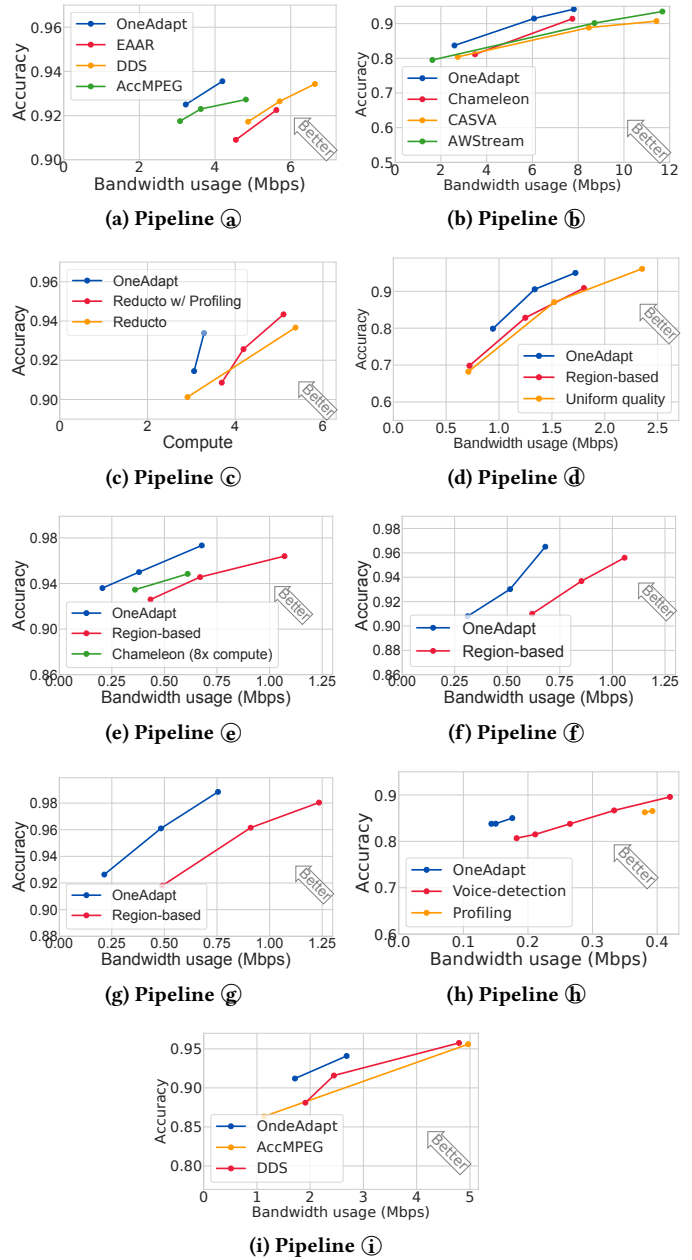 OneAdapt
EAAR
DDS
AccMPEG
Accuracy
0.96
0.94
0.92
0.90
2
4
6
Better
Bandwidth usage (Mbps)
(a) Pipeline ⓐ
OneAdapt
Chameleon
CASVA
AWStream
Accuracy
0.9
0.8
0.7
0.6
0.5
0
2
4
6
8
10
12
Better
Bandwidth usage (Mbps)
(b) Pipeline ⓑ
OneAdapt
Reducto w/ Profiling
Reducto
Accuracy
0.96
0.94
0.92
0.90
0
2
4
6
Better
Compute
(c) Pipeline ⓒ
OneAdapt
Region-based
Uniform quality
Accuracy
0.9
0.8
0.7
0.6
0.0
0.5
1.0
1.5
2.0
2.5
Better
Bandwidth usage (Mbps)
(d) Pipeline ⓓ
OneAdapt
Region-based
Chameleon (8x compute)
Accuracy
0.98
0.94
0.90
0.86
0.00
0.25
0.50
0.75
1.00
1.25
Better
Bandwidth usage (Mbps)
(e) Pipeline ⓔ
OneAdapt
Region-based
Accuracy
0.98
0.96
0.94
0.92
0.90
0.88
0.86
0.00
0.25
0.50
0.75
1.00
1.25
Better
Bandwidth usage (Mbps)
(f) Pipeline ⓕ
OneAdapt
Region-based
Accuracy
0.98
0.96
0.94
0.92
0.90
0.88
0.00
0.25
0.50
0.75
1.00
1.25
Better
Bandwidth usage (Mbps)
(g) Pipeline ⓖ
OneAdapt
Voice-detection
Profiling
Accuracy
0.9
0.8
0.7
0.6
0.0
0.1
0.2
0.3
0.4
Better
Bandwidth usage (Mbps)
(h) Pipeline ⓗ
OndeAdapt
AccMPEG
DDS
Accuracy
0.95
0.90
0.85
0.80
0
1
2
3
4
5
Better
Bandwidth usage (Mbps)
(i) Pipeline ⓘ